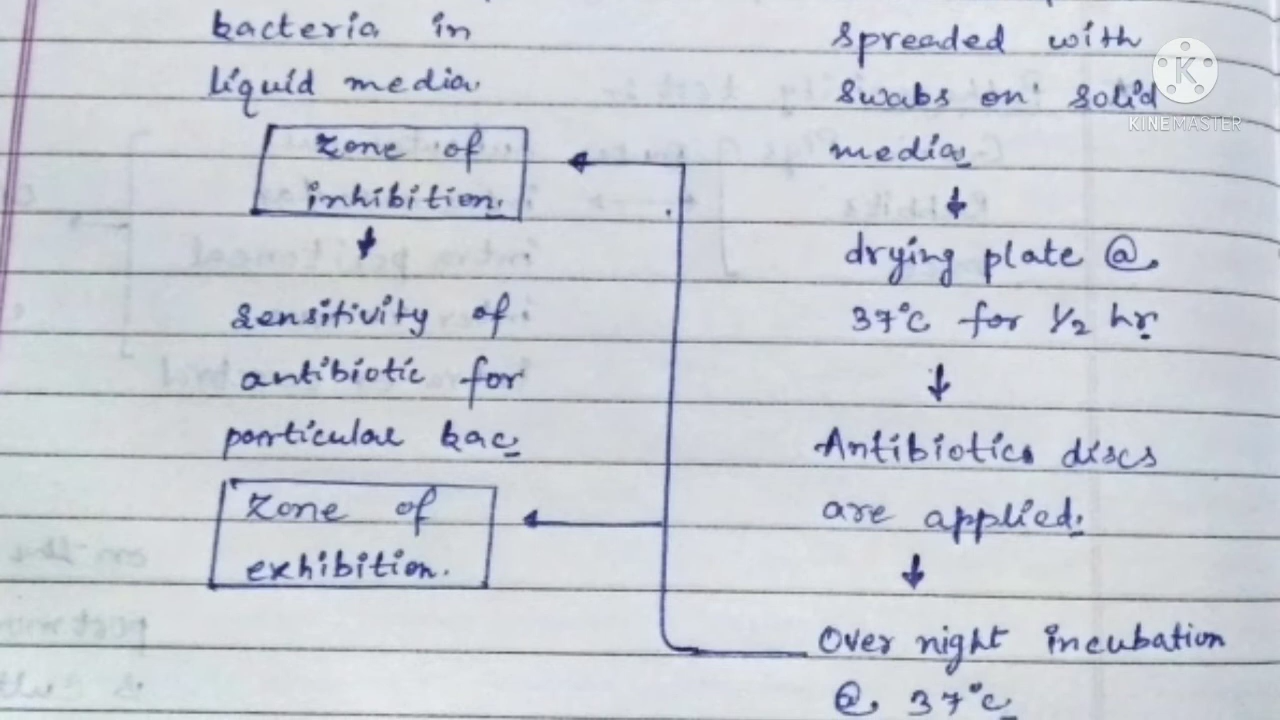 bacteria in
liquid media
Zone of
inhibition.
sensitivity of
antibiotic for
particular bac
Zone of
exhibition.
spreaded with
swabs on solid
media
drying plate @
37°c for 1/2 hr
Antibiotics discs
are applied.
Over night incubation
@ 37°c
K
KINEMASTER